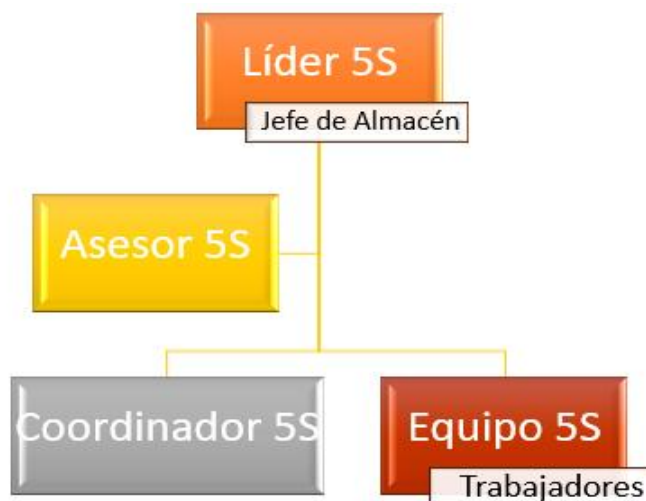 Líder 5S
Jefe de Almacén
Asesor 5S
Coordinador 5S
Equipo 5S
Trabajadores